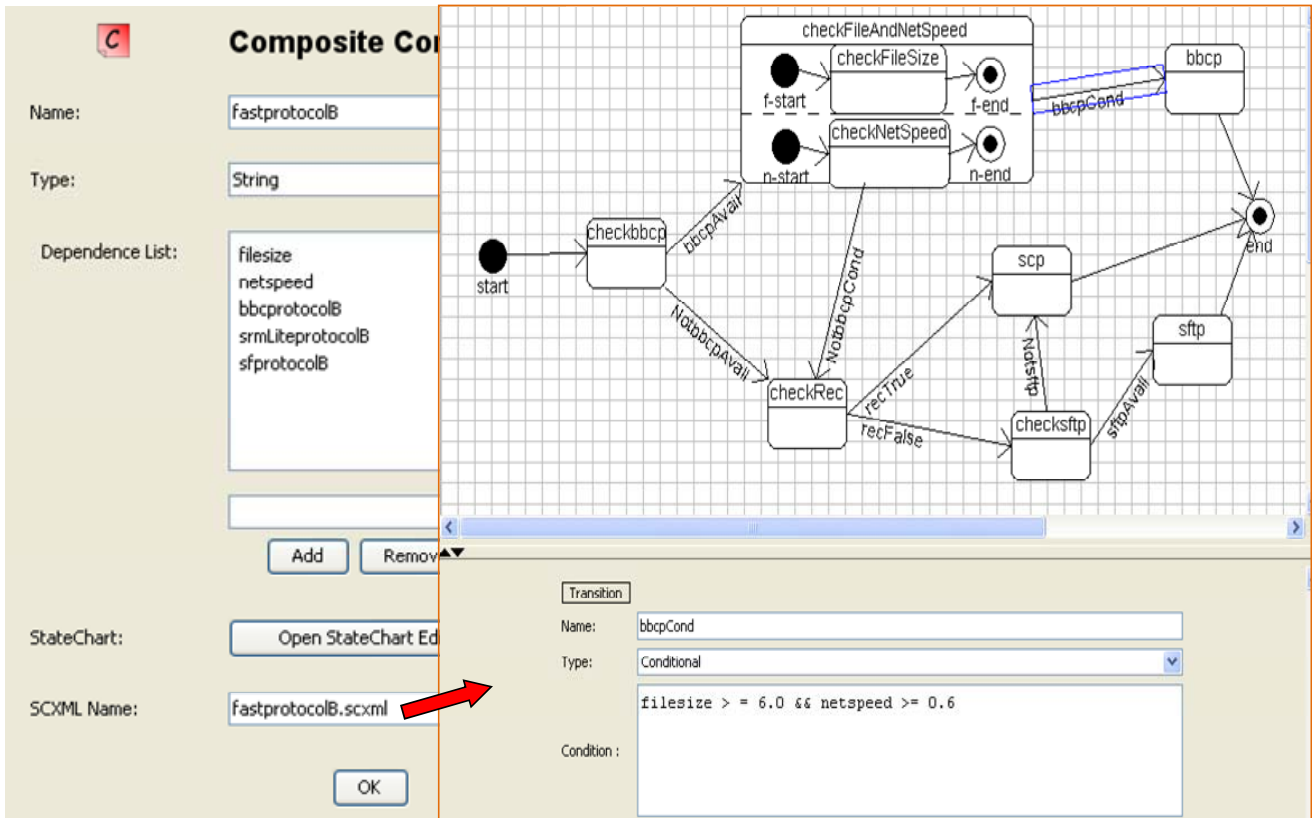 C
Composite Co
Name:
fastprotocolB
Type:
String
Dependence List:
filesize
netspeed
bbcprotocolB
srmLiteprotocolB
sfprotocolB
Add
Remov
StateChart:
Open StateChart Ed
SCXML Name:
fastprotocolB.scxml
OK
checkFileAndNetSpeed
checkFileSize
f-start
f-end
checkNetSpeed
n-start
n-end
bbcpCond
bbcp
bbcpAvail
checkbbcp
start
NotbbcpCond
NotbbcpAvail
scp
end
sftp
Notsftp
sftpAvail
checkRec
recTrue
recFalse
checksftp
Transition
Name:
bbcpCond
Type:
Conditional
Condition :
filesize > = 6.0 && netspeed >= 0.6